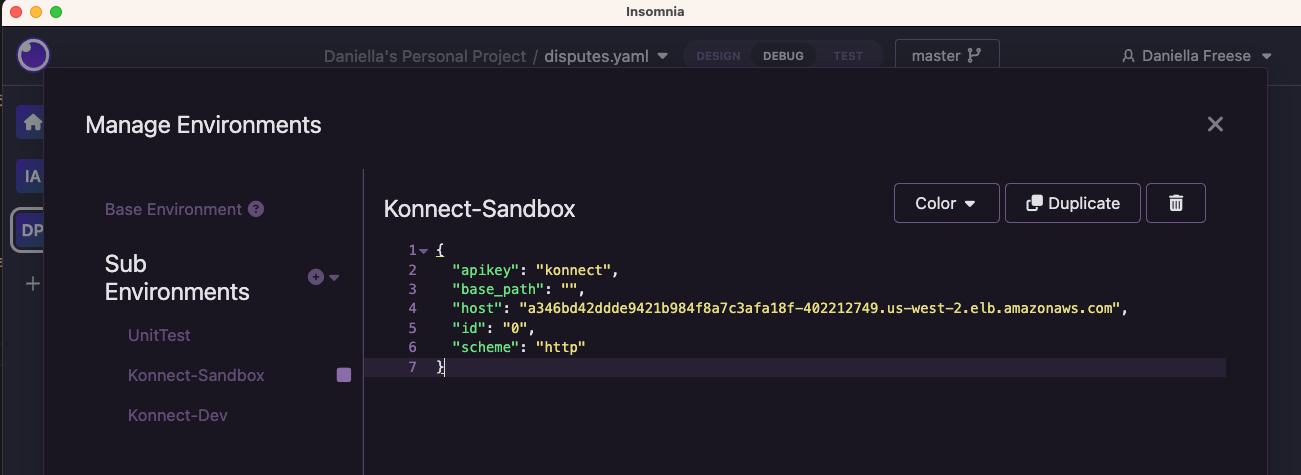 Insomnia
Daniella's Personal Project / disputes.yaml
DESIGN DEBUG TEST
master
Daniella Freese
Manage Environments
IA
DP
Base Environment ?
Sub
Environments
UnitTest
Konnect-Sandbox
Konnect-Dev
Konnect-Sandbox
Color
Duplicate
1 {
2 "apikey": "konnect",
3 "base_path": "",
4 "host": "a346bd42ddde9421b984f8a7c3afa18f-402212749.us-west-2.elb.amazonaws.com",
5 "id": "0",
6 "scheme": "http"
7 }